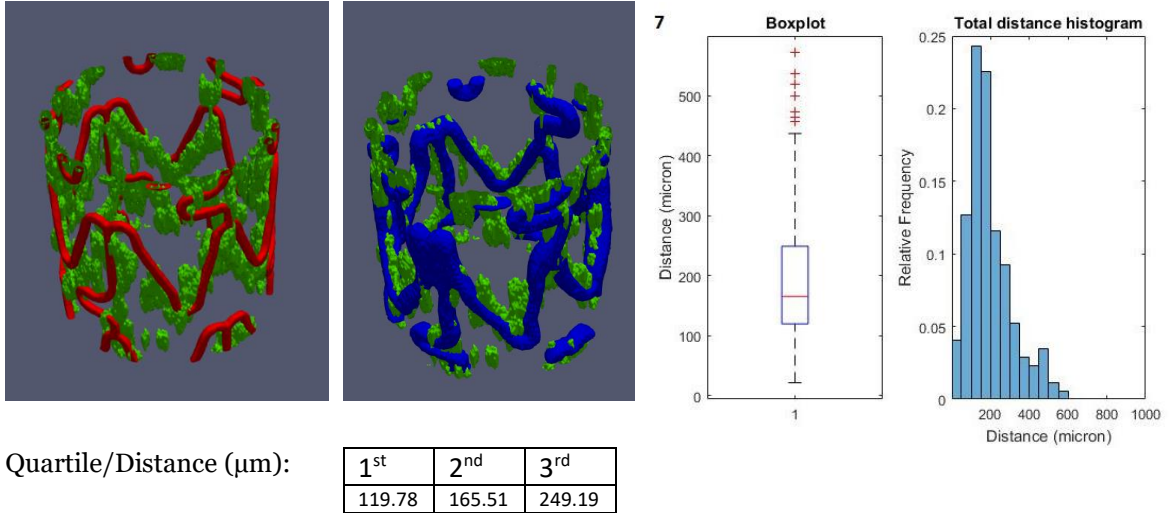 7
Boxplot
Distance (micron)
500
400
300
200
100
0
1
Total distance histogram
Relative Frequency
0.25
0.2
0.15
0.1
0.05
0
200
400
600
800
1000
Distance (micron)
Quartile/Distance (μm):
1st
2nd
3rd
119.78
165.51
249.19